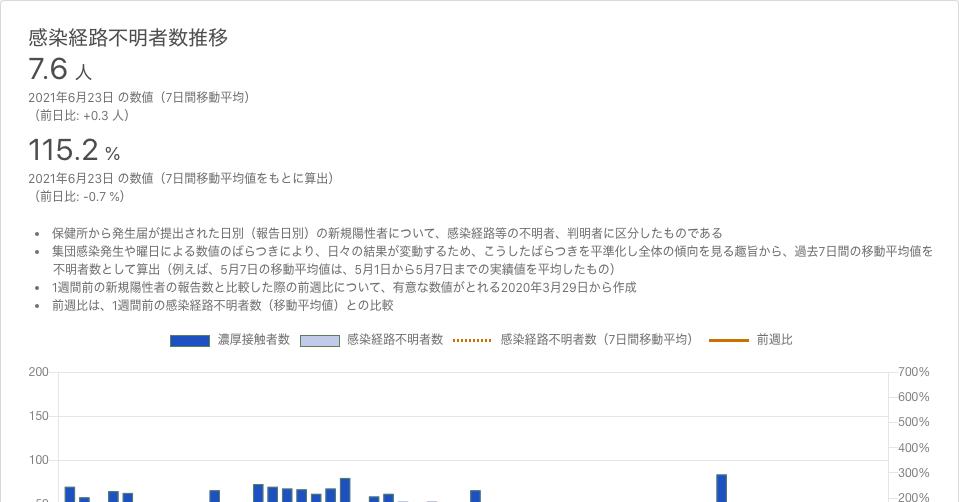 感染経路不明者数推移
7.6 人
2021年6月23日 の数値（7日間移動平均）
（前日比: +0.3 人）
115.2 %
2021年6月23日 の数値（7日間移動平均値をもとに算出）
（前日比: -0.7 %）
• 保健所から発生届が提出された日別（報告日別）の新規陽性者について、感染経路等の不明者、判明者に区分したものである
• 集団感染発生や曜日による数値のばらつきにより、日々の結果が変動するため、こうしたばらつきを平準化し全体の傾向を見る趣旨から、過去7日間の移動平均値を
不明者数として算出（例えば、5月7日の移動平均値は、5月1日から5月7日までの実績値を平均したもの）
• 1週間前の新規陽性者の報告数と比較した際の前週比について、有意な数値がとれる2020年3月29日から作成
• 前週比は、1週間前の感染経路不明者数（移動平均値）との比較
濃厚接触者数 感染経路不明者数 感染経路不明者数（7日間移動平均） 前週比
200 700%
600%
150 500%
400%
100 300%
50 200%